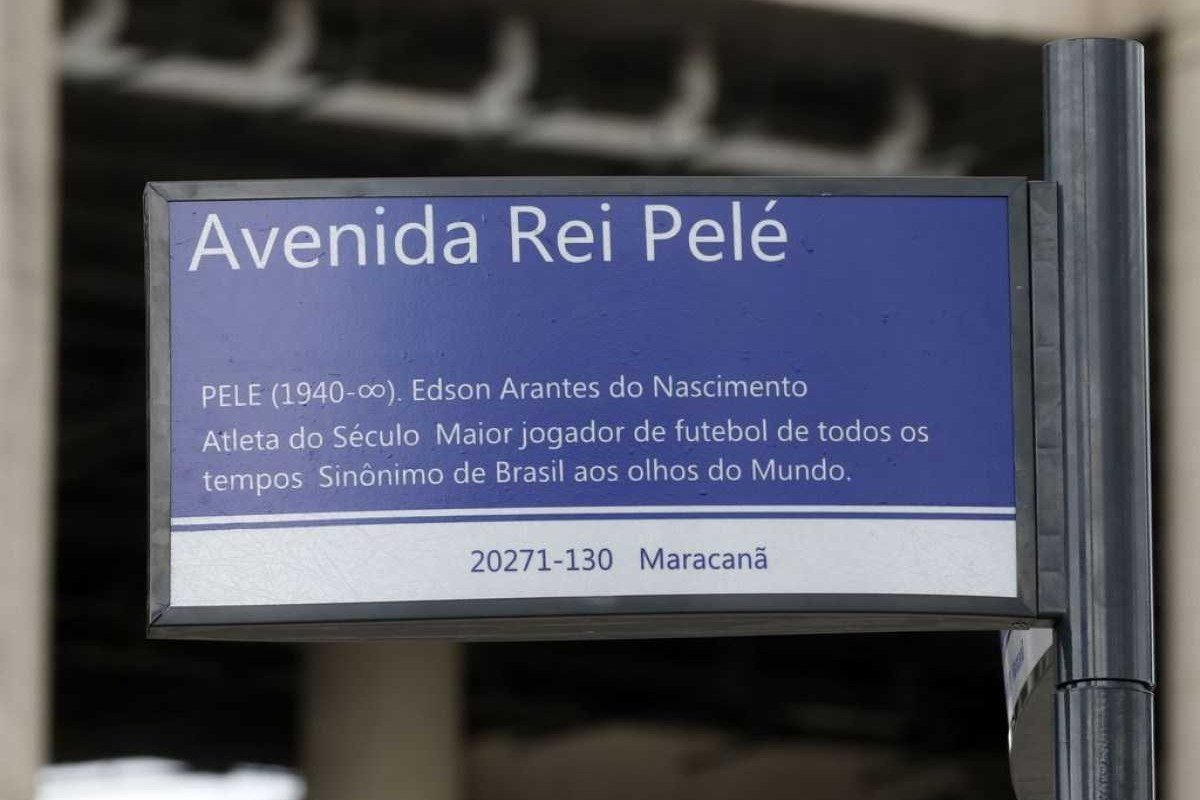 Avenida Rei Pelé
PELE (1940-∞). Edson Arantes do Nascimento
Atleta do Século Maior jogador de futebol de todos os
tempos Sinônimo de Brasil aos olhos do Mundo.
20271-130 Maracanã